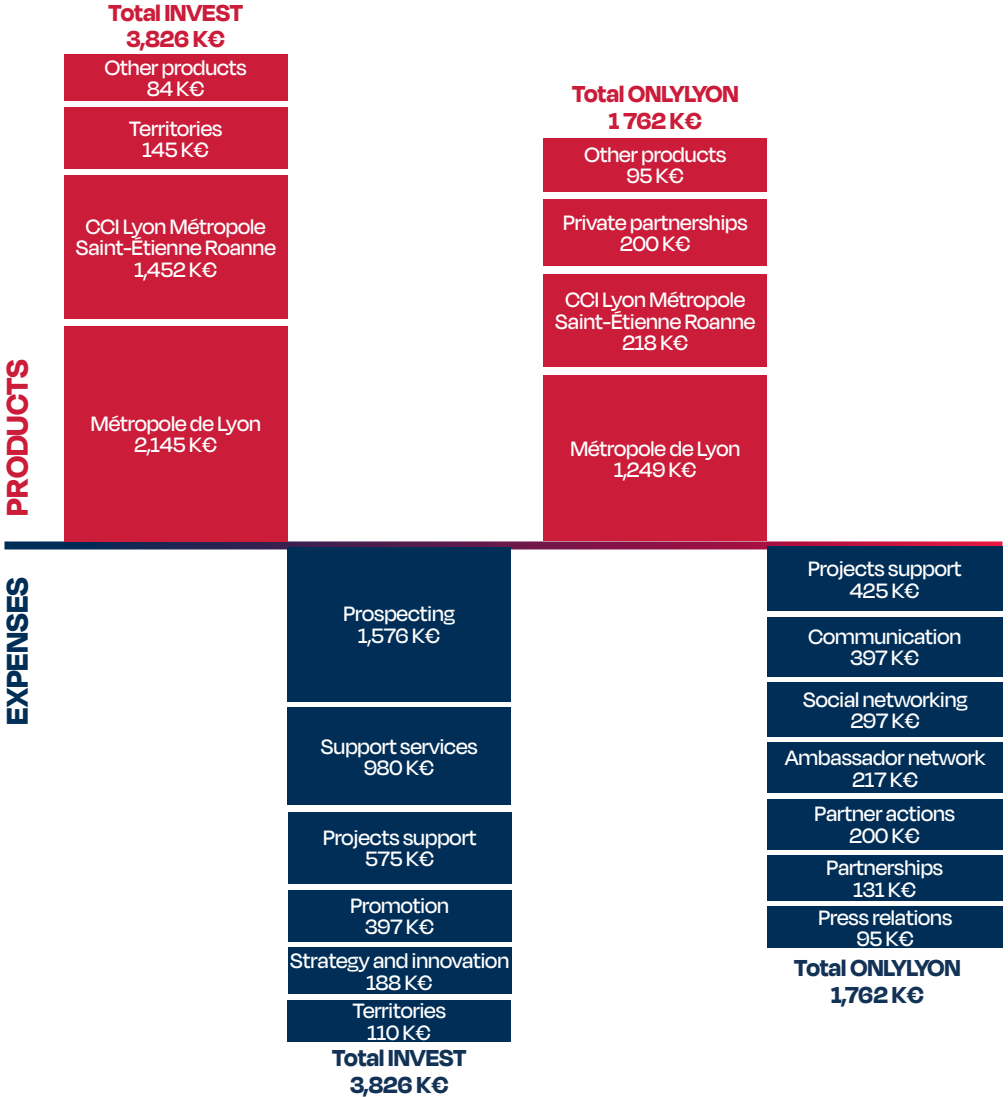 Total INVEST
3,826 K€
Other products
84 K€
Territories
145 K€
CCI Lyon Métropole
Saint-Étienne Roanne
1,452 K€
Métropole de Lyon
2,145 K€
Total ONLYLYON
1 762 K€
Other products
95 K€
Private partnerships
200 K€
CCI Lyon Métropole
Saint-Étienne Roanne
218 K€
Métropole de Lyon
1,249 K€
PRODUCTS
EXPENSES
Prospecting
1,576 K€
Support services
980 K€
Projects support
575 K€
Promotion
397 K€
Strategy and innovation
188 K€
Territories
110 K€
Total INVEST
3,826 K€
Projects support
425 K€
Communication
397 K€
Social networking
297 K€
Ambassador network
217 K€
Partner actions
200 K€
Partnerships
131 K€
Press relations
95 K€
Total ONLYLYON
1,762 K€